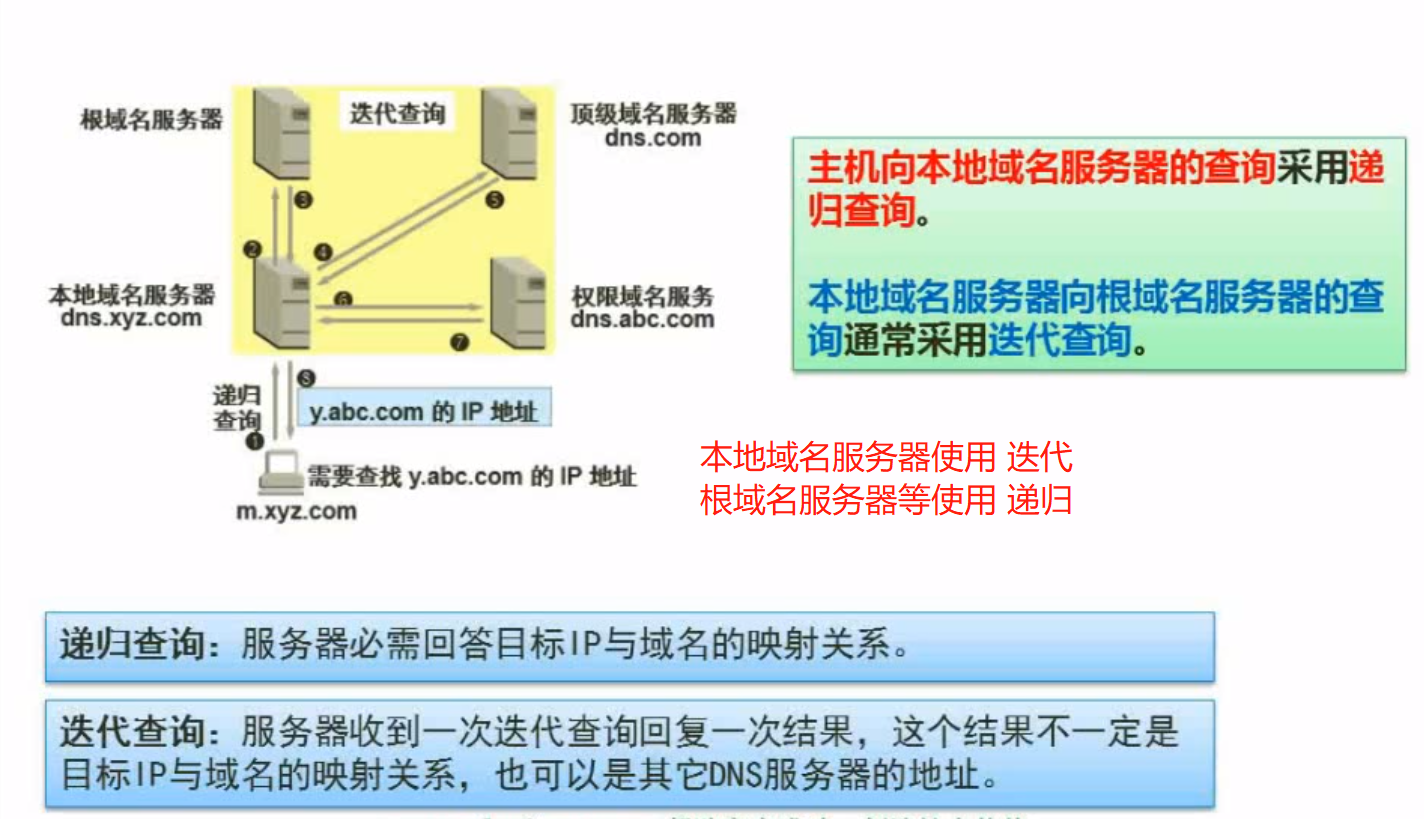 迭代查询
根域名服务器
顶级域名服务器
dns.com
❸
❺
❷
❹
本地域名服务器
dns.xyz.com
❻
权限域名服务
dns.abc.com
❼
递归
查询
❽
y.abc.com 的 IP 地址
❶
需要查找 y.abc.com 的 IP 地址
m.xyz.com
主机向本地域名服务器的查询采用递
归查询。
本地域名服务器向根域名服务器的查
询通常采用迭代查询。
本地域名服务器使用 迭代
根域名服务器等使用 递归
递归查询：服务器必需回答目标IP与域名的映射关系。
迭代查询：服务器收到一次迭代查询回复一次结果，这个结果不一定是
目标IP与域名的映射关系，也可以是其它DNS服务器的地址。